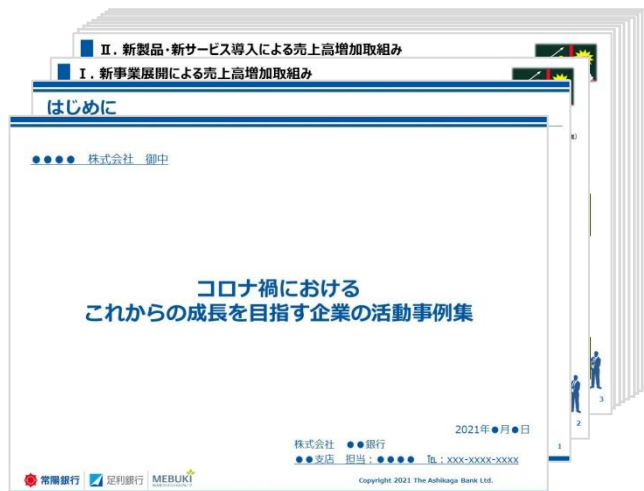 Ⅱ．新製品・新サービス導入による売上高増加取組み
Ⅰ．新事業展開による売上高増加取組み
はじめに
●●●● 株式会社 御中
コロナ禍における
これからの成長を目指す企業の活動事例集
2021年●月●日
株式会社 ●●銀行
●●支店 担当：●●●● ℡：xxx-xxxx-xxxx
常陽銀行 足利銀行 MEBUKI
Copyright 2021 The Ashikaga Bank Ltd.
1
2
3